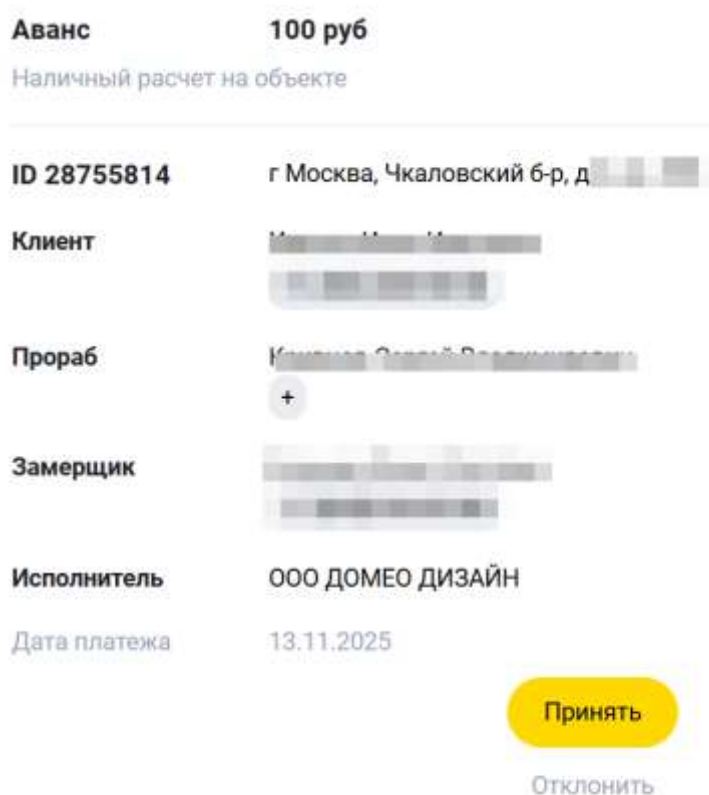 Аванс 100 руб
Наличный расчет на объекте
ID 28755814 г Москва, Чкаловский б-р, д
Клиент
Прораб
+
Замерщик
Исполнитель ООО ДОМЕО ДИЗАЙН
Дата платежа 13.11.2025
Принять
Отклонить